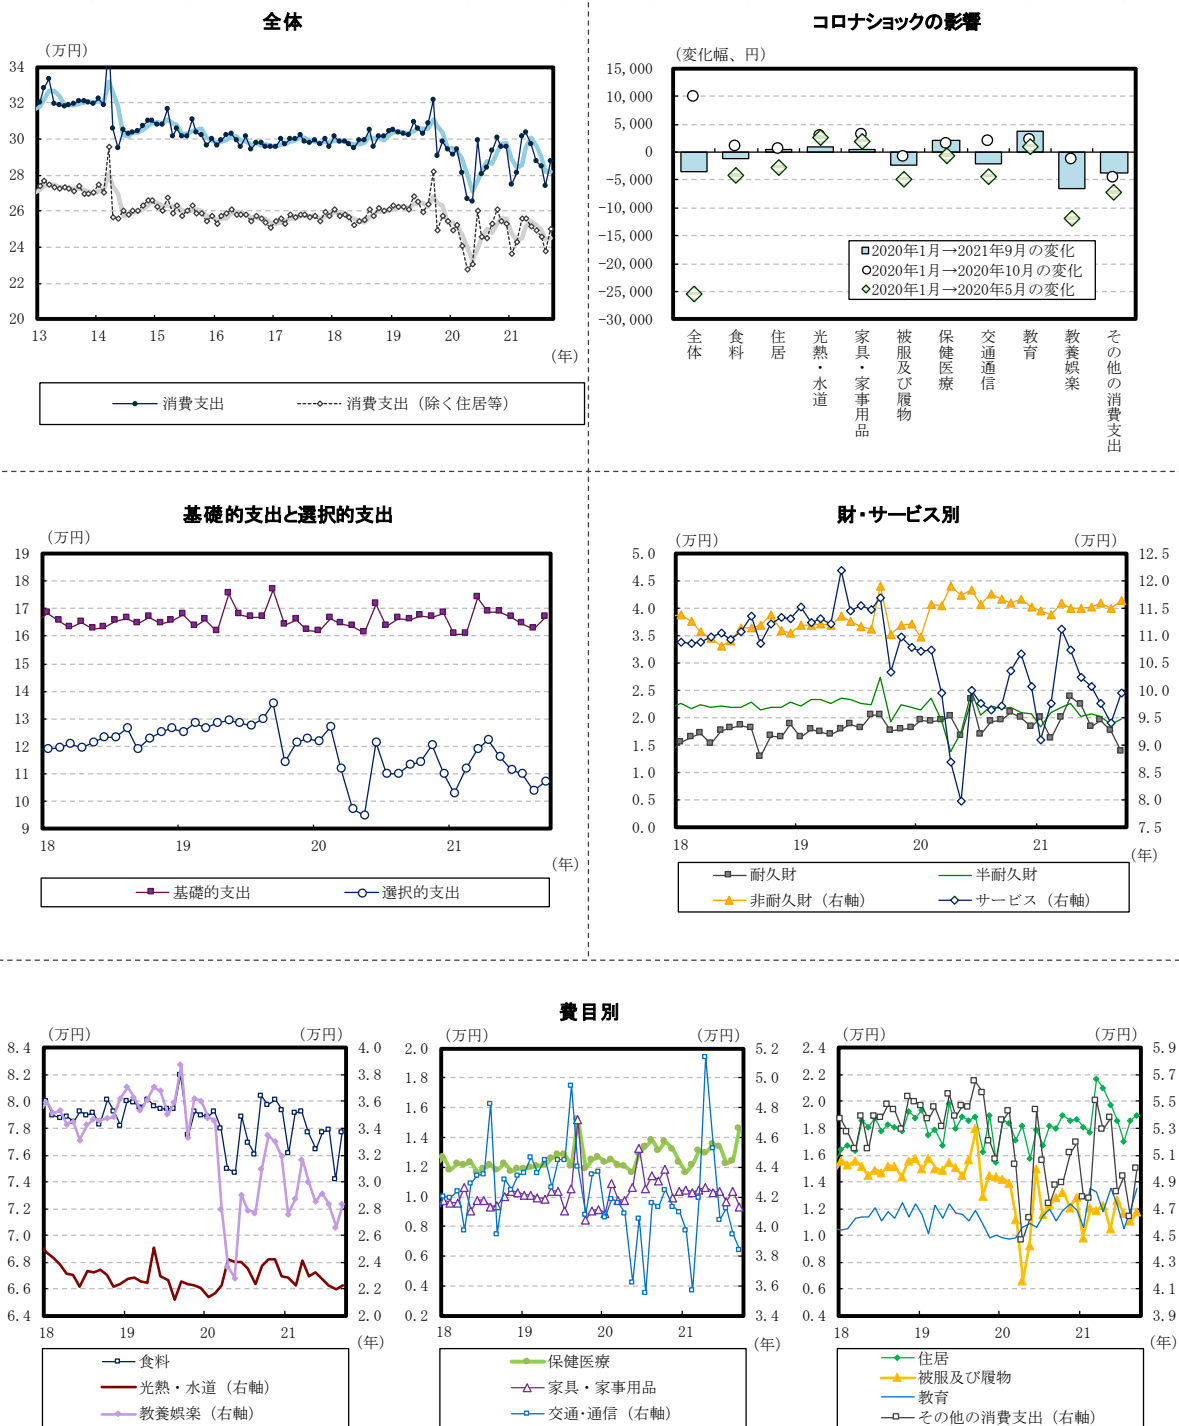 全体
（万円）
34
32
30
28
26
24
22
20
13 14 15 16 17 18 19 20 21
（年）
消費支出 消費支出（除く住居等）
コロナショックの影響
（変化幅、円）
15,000
10,000
5,000
0
-5,000
-10,000
-15,000
-20,000
-25,000
-30,000
2020年1月→2021年9月の変化
2020年1月→2020年10月の変化
2020年1月→2020年5月の変化
全体
食料
住居
光熱・水道
家具・家事用品
被服及び履物
保健医療
交通通信
教育
教養娯楽
その他の消費支出
基礎的支出と選択的支出
（万円）
19
18
17
16
15
14
13
12
11
10
9
18 19 20 21
（年）
基礎的支出 選択的支出
財・サービス別
（万円） （万円）
5.0 12.5
4.5 12.0
4.0 11.5
3.5 11.0
3.0 10.5
2.5 10.0
2.0 9.5
1.5 9.0
1.0 8.5
0.5 8.0
0.0 7.5
18 19 20 21
（年）
耐久財 半耐久財
非耐久財（右軸） サービス（右軸）
費目別
（万円） （万円）
8.4 4.0
8.2 3.8
8.0 3.6
7.8 3.4
7.6 3.2
7.4 3.0
7.2 2.8
7.0 2.6
6.8 2.4
6.6 2.2
6.4 2.0
18 19 20 21
（年）
食料
光熱・水道（右軸）
教養娯楽（右軸）
（万円） （万円）
2.0 5.2
1.8 5.0
1.6 4.8
1.4 4.6
1.2 4.4
1.0 4.2
0.8 4.0
0.6 3.8
0.4 3.6
0.2 3.4
18 19 20 21
（年）
保健医療
家具・家事用品
交通・通信（右軸）
（万円） （万円）
2.4 5.9
2.2 5.7
2.0 5.5
1.8 5.3
1.6 5.1
1.4 4.9
1.2 4.7
1.0 4.5
0.8 4.3
0.6 4.1
0.4 3.9
18 19 20 21
（年）
住居
被服及び履物
教育
その他の消費支出（右軸）